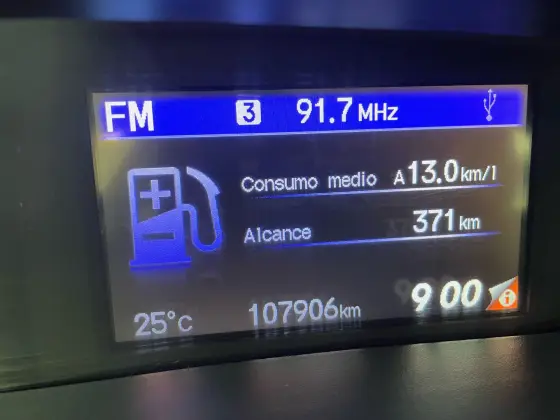 FM 3 91.7 MHz
Consumo medio A 13.0 km/l
Alcance 371 km
25°C 107906 km 9 00 i